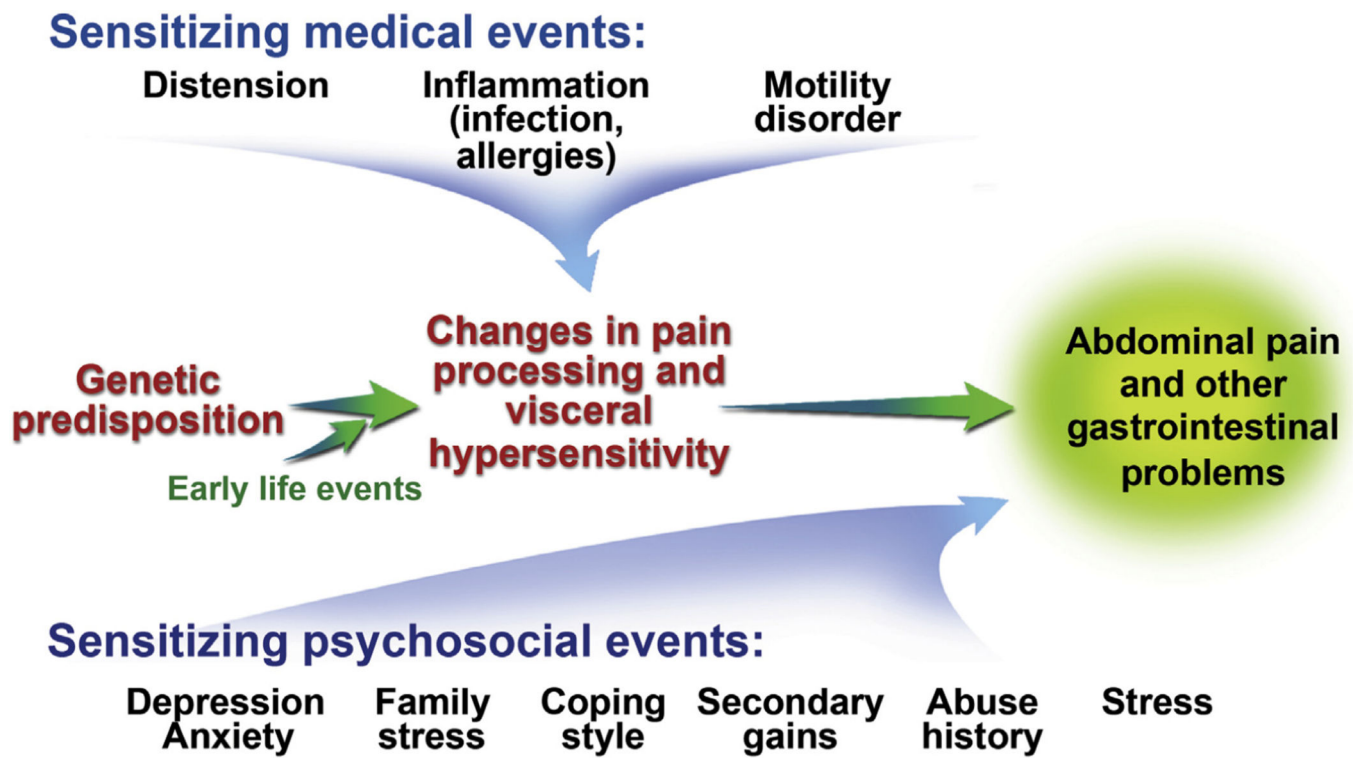 Sensitizing medical events:
Distension
Inflammation
(infection,
allergies)
Motility
disorder
Genetic
predisposition
Early life events
Changes in pain
processing and
visceral
hypersensitivity
Abdominal pain
and other
gastrointestinal
problems
Sensitizing psychosocial events:
Depression
Anxiety
Family
stress
Coping
style
Secondary
gains
Abuse
history
Stress